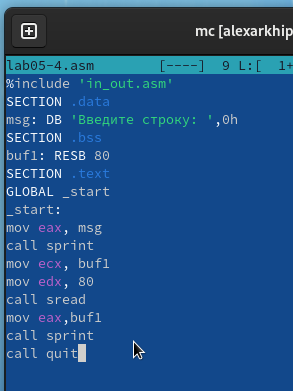 mc [alexarkhip
lab05-4.asm [----] 9 L:[ 1+
%include 'in_out.asm'
SECTION .data
msg: DB 'Введите строку: ',0h
SECTION .bss
buf1: RESB 80
SECTION .text
GLOBAL _start
_start:
mov eax, msg
call sprint
mov ecx, buf1
mov edx, 80
call sread
mov eax,buf1
call sprint
call quit